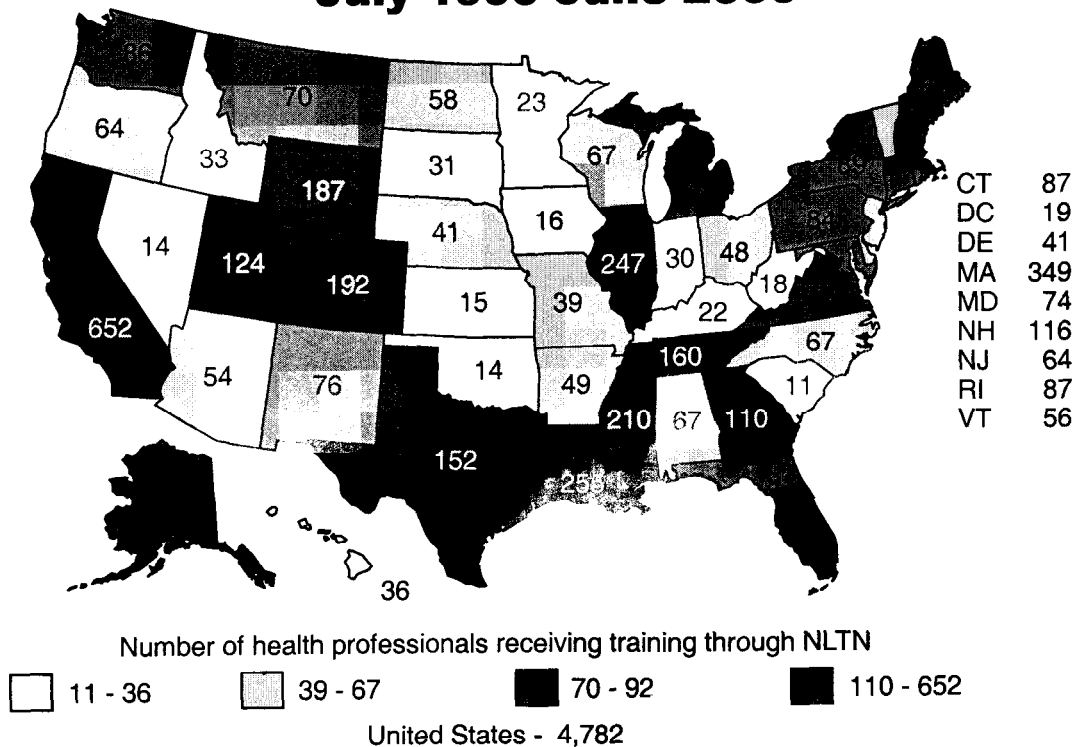 86
70
58
23
64
33
31
67
187
16
41
14
124
192
247
30
48
18
15
39
22
652
67
54
76
14
49
160
11
210
67
110
152
36
CT 87
DC 19
DE 41
MA 349
MD 74
NH 116
NJ 64
RI 87
VT 56
Number of health professionals receiving training through NLTN
11 - 36
39 - 67
70 - 92
110 - 652
United States - 4,782